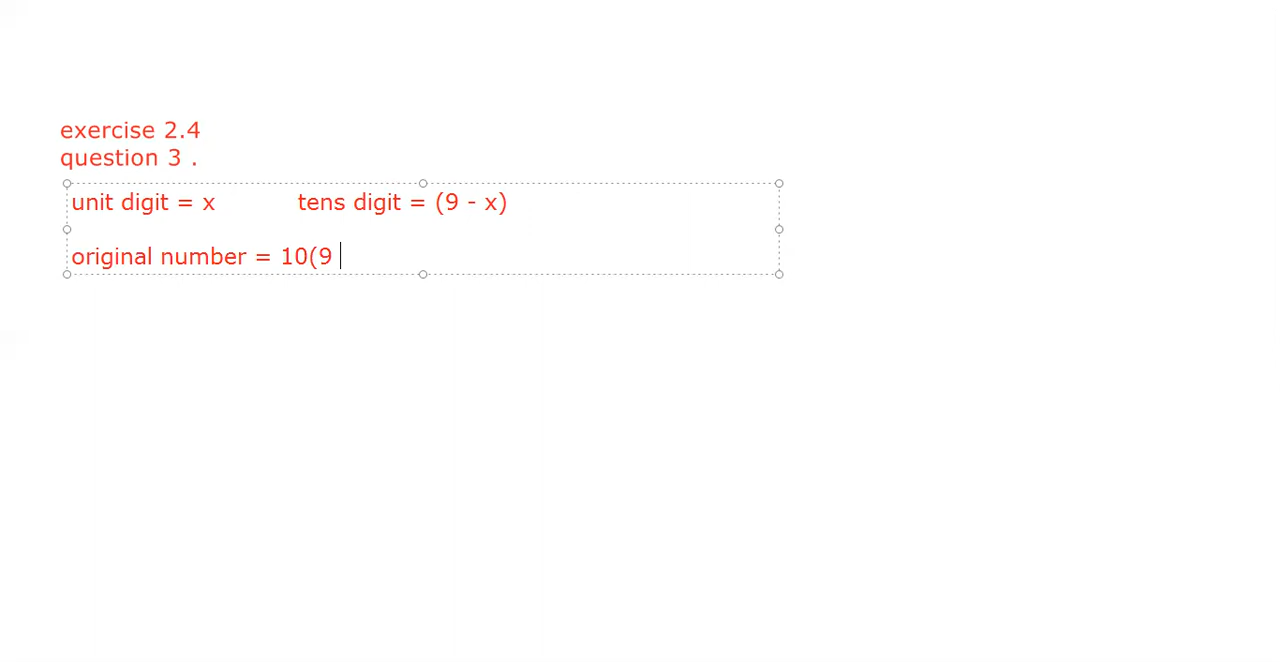 exercise 2.4
question 3 .
unit digit = x tens digit = (9 - x)
original number = 10(9